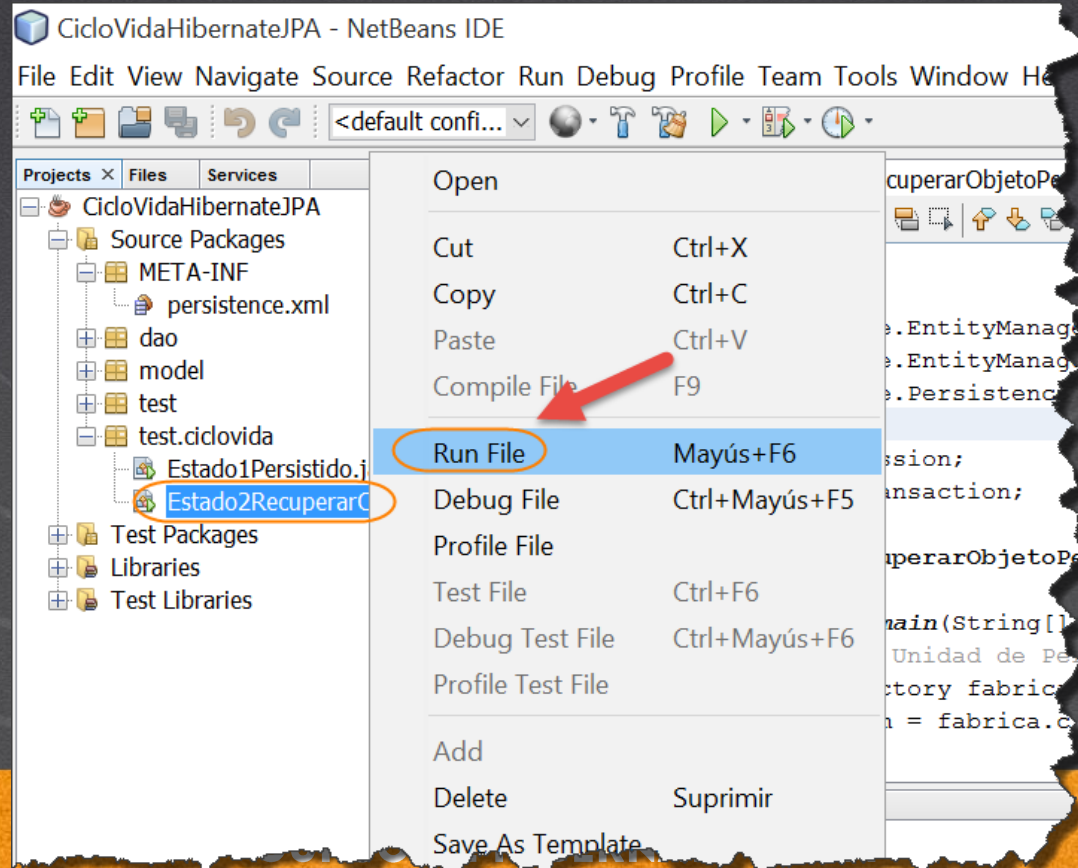 CicloVidaHibernateJPA - NetBeans IDE
File Edit View Navigate Source Refactor Run Debug Profile Team Tools Window
<default confi...
Projects Files Services
CicloVidaHibernateJPA
Source Packages
META-INF
persistence.xml
dao
model
test
test.ciclovida
Estado1Persistido.j
Estado2Recuperar
Test Packages
Libraries
Test Libraries
Open
Cut Ctrl+X
Copy Ctrl+C
Paste Ctrl+V
Compile File F9
Run File Mayús+F6
Debug File Ctrl+Mayús+F5
Profile File
Test File Ctrl+F6
Debug Test File Ctrl+Mayús+F6
Profile Test File
Add
Delete Suprimir
Save As Template
cuperarObjetoPe
e.EntityManag
e.EntityManag
e.Persistenc
ssion;
ansaction;
uperarObjetoPe
main(String[]
Unidad de Pe
ctory fabric
n = fabrica.c